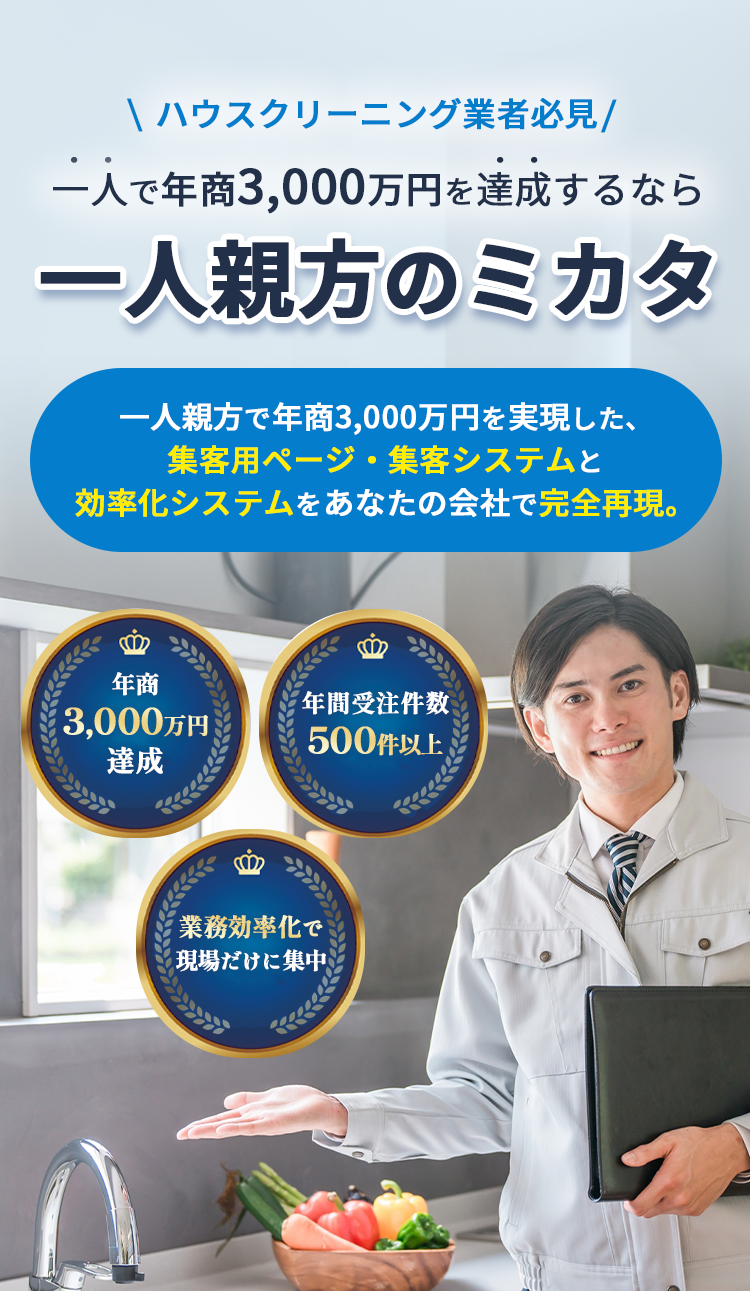 \ ハウスクリーニング業者必見 /
一人で年商3,000万円を達成するなら
一人親方のミカタ
一人親方で年商3,000万円を実現した、
集客用ページ・集客システムと
効率化システムをあなたの会社で完全再現。
年商
3,000万円
達成
年間受注件数
500件以上
業務効率化で
現場だけに集中